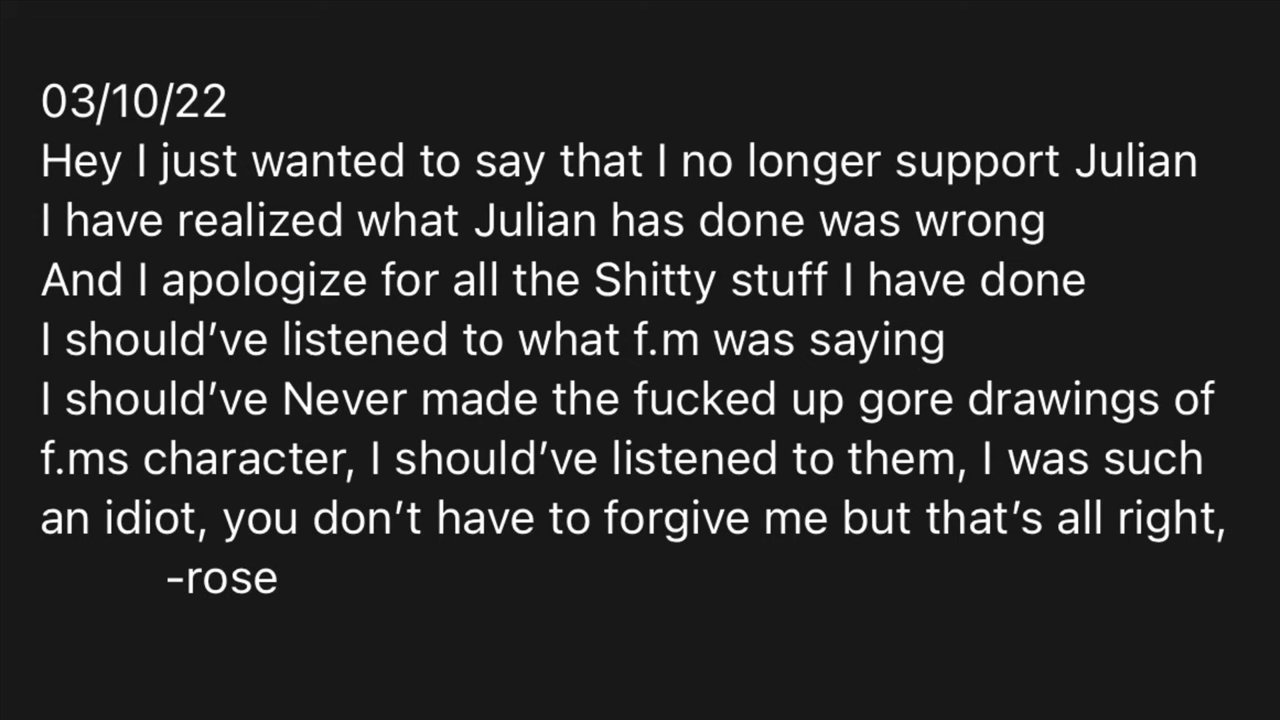 03/10/22
Hey I just wanted to say that I no longer support Julian
I have realized what Julian has done was wrong
And I apologize for all the Shitty stuff I have done
I should’ve listened to what f.m was saying
I should’ve Never made the fucked up gore drawings of
f.ms character, I should’ve listened to them, I was such
an idiot, you don’t have to forgive me but that’s all right,
-rose